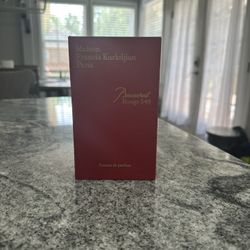 Maison
Francis Kurkdjian
Paris
Baccarat
Rouge 540
Extrait de parfum